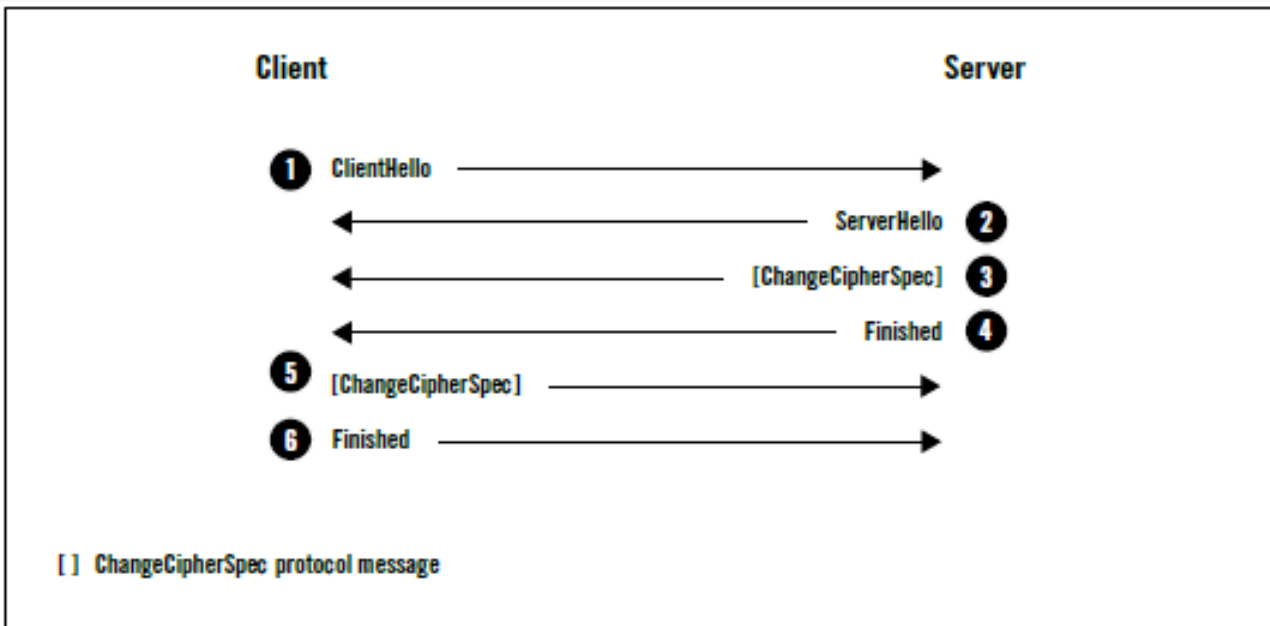 Client Server
1 ClientHello
ServerHello 2
[ChangeCipherSpec] 3
Finished 4
5 [ChangeCipherSpec]
6 Finished
[ ] ChangeCipherSpec protocol message